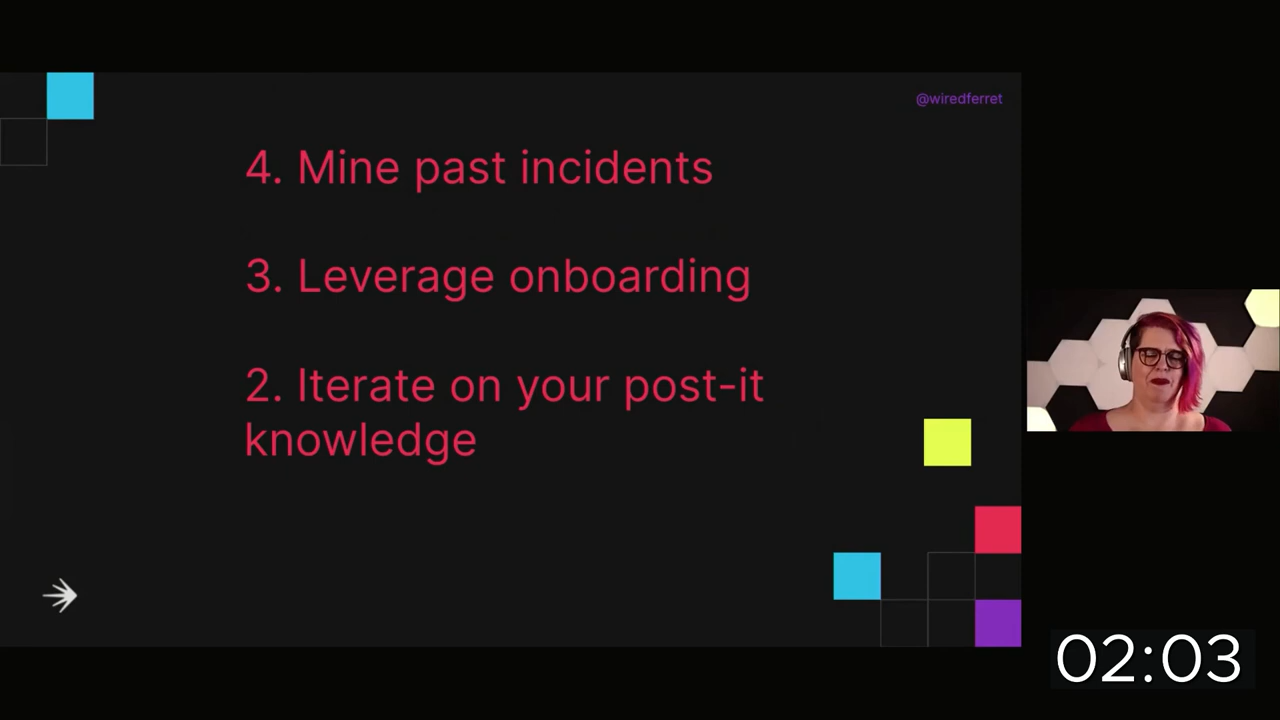 @wiredferret
4. Mine past incidents
3. Leverage onboarding
2. Iterate on your post-it
knowledge
02:03